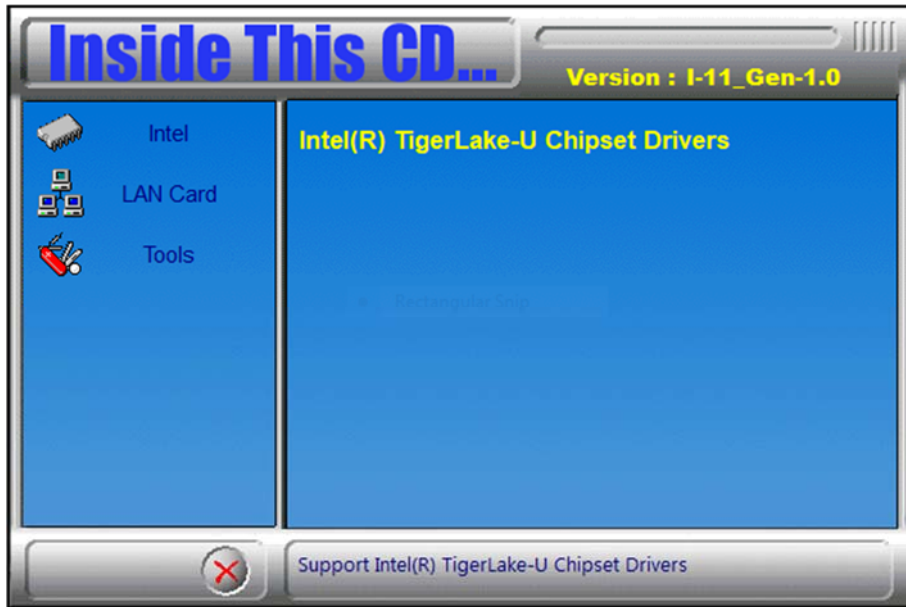 Inside This CD...
Version : I-11_Gen-1.0
Intel
LAN Card
Tools
Intel(R) TigerLake-U Chipset Drivers
Rectangular Snip
Support Intel(R) TigerLake-U Chipset Drivers